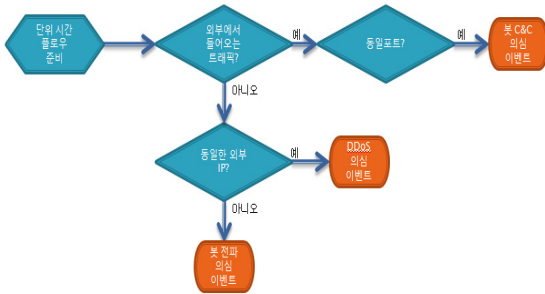 단위 시간
플로우
준비
외부에서
들어오는
트래픽?
예
동일포트?
예
봇 C&C
의심
이벤트
아니오
동일한 외부
IP?
예
DDoS
의심
이벤트
아니오
봇 전파
의심
이벤트